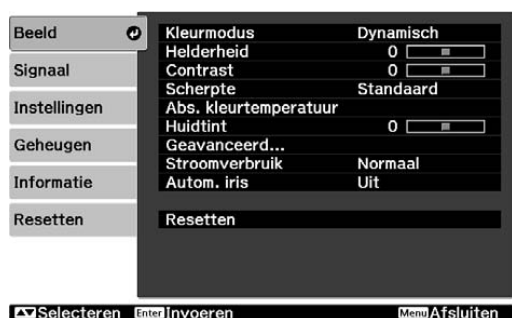 Beeld
Signaal
Instellingen
Geheugen
Informatie
Resetten
Kleurmodus Dynamisch
Helderheid 0
Contrast 0
Scherpte Standaard
Abs. kleurtemperatuur
Huidtint 0
Geavanceerd...
Stroomverbruik Normaal
Autom. iris Uit
Resetten
Selecteren Enter Invoeren Menu Afsluiten